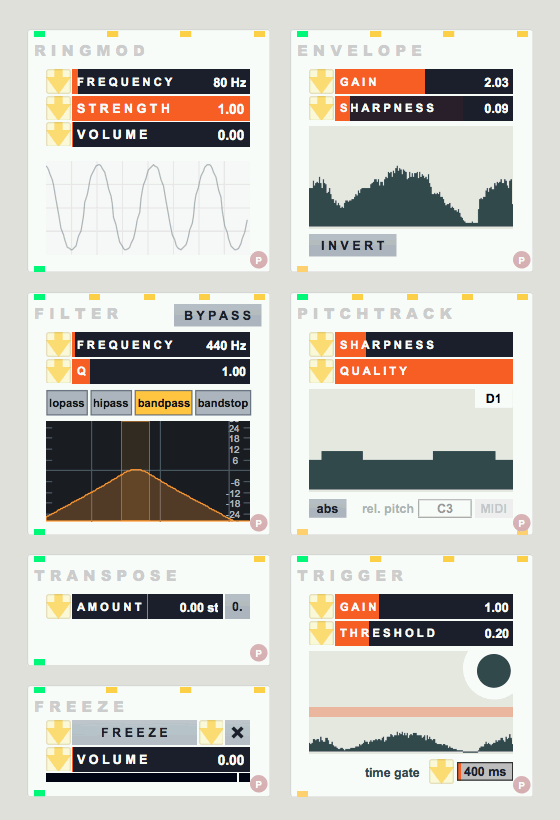 RINGMOD
FREQUENCY 80 Hz
STRENGTH 1.00
VOLUME 0.00
P
ENVELOPE
GAIN 2.03
SHARPNESS 0.09
INVERT
P
FILTER
BYPASS
FREQUENCY 440 Hz
Q 1.00
lopass hipass bandpass bandstop
24
18
12
6
-6
-12
-18
-24
P
PITCHTRACK
SHARPNESS
QUALITY
D1
abs rel. pitch C3 MIDI
P
TRANSPOSE
AMOUNT 0.00 st 0.
P
FREEZE
FREEZE
VOLUME 0.00
P
TRIGGER
GAIN 1.00
THRESHOLD 0.20
time gate 400 ms
P